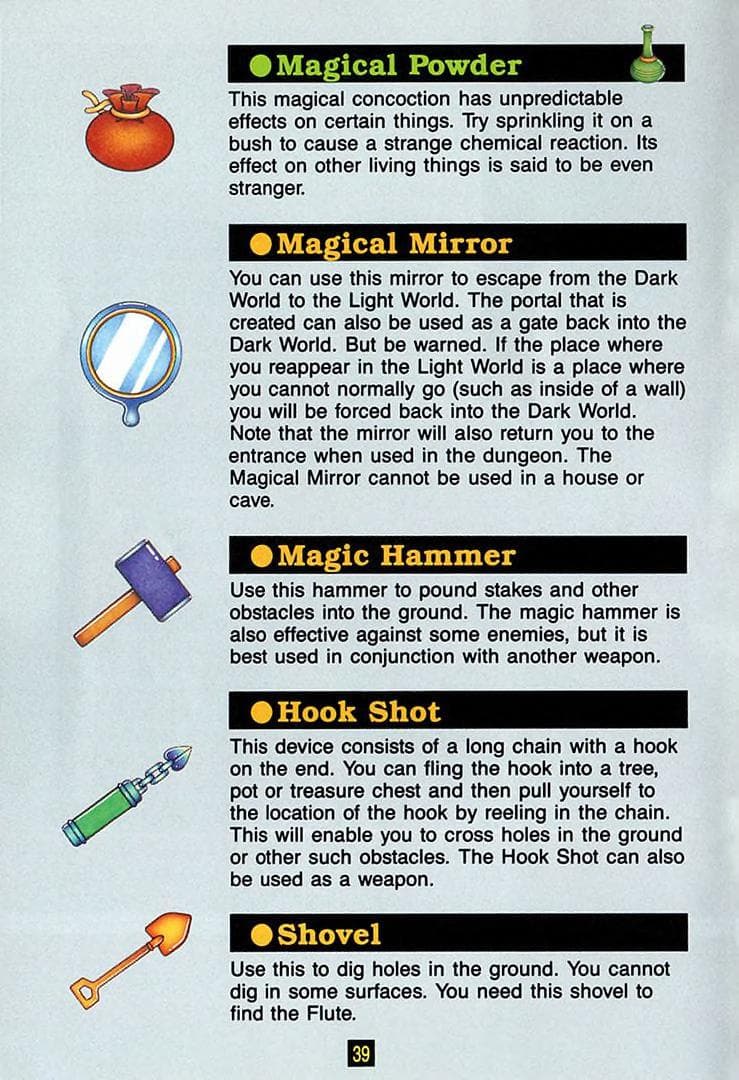 ●Magical Powder
This magical concoction has unpredictable
effects on certain things. Try sprinkling it on a
bush to cause a strange chemical reaction. Its
effect on other living things is said to be even
stranger.
●Magical Mirror
You can use this mirror to escape from the Dark
World to the Light World. The portal that is
created can also be used as a gate back into the
Dark World. But be warned. If the place where
you reappear in the Light World is a place where
you cannot normally go (such as inside of a wall)
you will be forced back into the Dark World.
Note that the mirror will also return you to the
entrance when used in the dungeon. The
Magical Mirror cannot be used in a house or
cave.
●Magic Hammer
Use this hammer to pound stakes and other
obstacles into the ground. The magic hammer is
also effective against some enemies, but it is
best used in conjunction with another weapon.
●Hook Shot
This device consists of a long chain with a hook
on the end. You can fling the hook into a tree,
pot or treasure chest and then pull yourself to
the location of the hook by reeling in the chain.
This will enable you to cross holes in the ground
or other such obstacles. The Hook Shot can also
be used as a weapon.
●Shovel
Use this to dig holes in the ground. You cannot
dig in some surfaces. You need this shovel to
find the Flute.
39